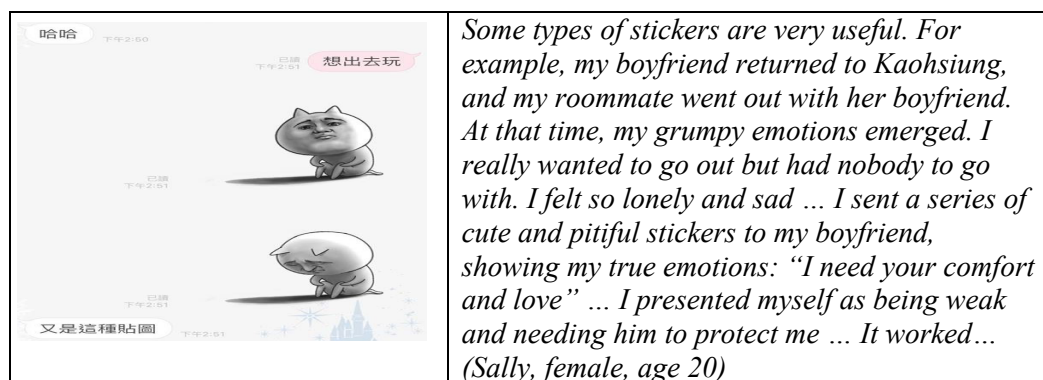 哈哈
下午2:50
已讀
下午2:51
想出去玩
已讀
下午2:51
已讀
下午2:51
又是這種貼圖
下午2:51
Some types of stickers are very useful. For
example, my boyfriend returned to Kaohsiung,
and my roommate went out with her boyfriend.
At that time, my grumpy emotions emerged. I
really wanted to go out but had nobody to go
with. I felt so lonely and sad … I sent a series of
cute and pitiful stickers to my boyfriend,
showing my true emotions: “I need your comfort
and love” … I presented myself as being weak
and needing him to protect me … It worked…
(Sally, female, age 20)